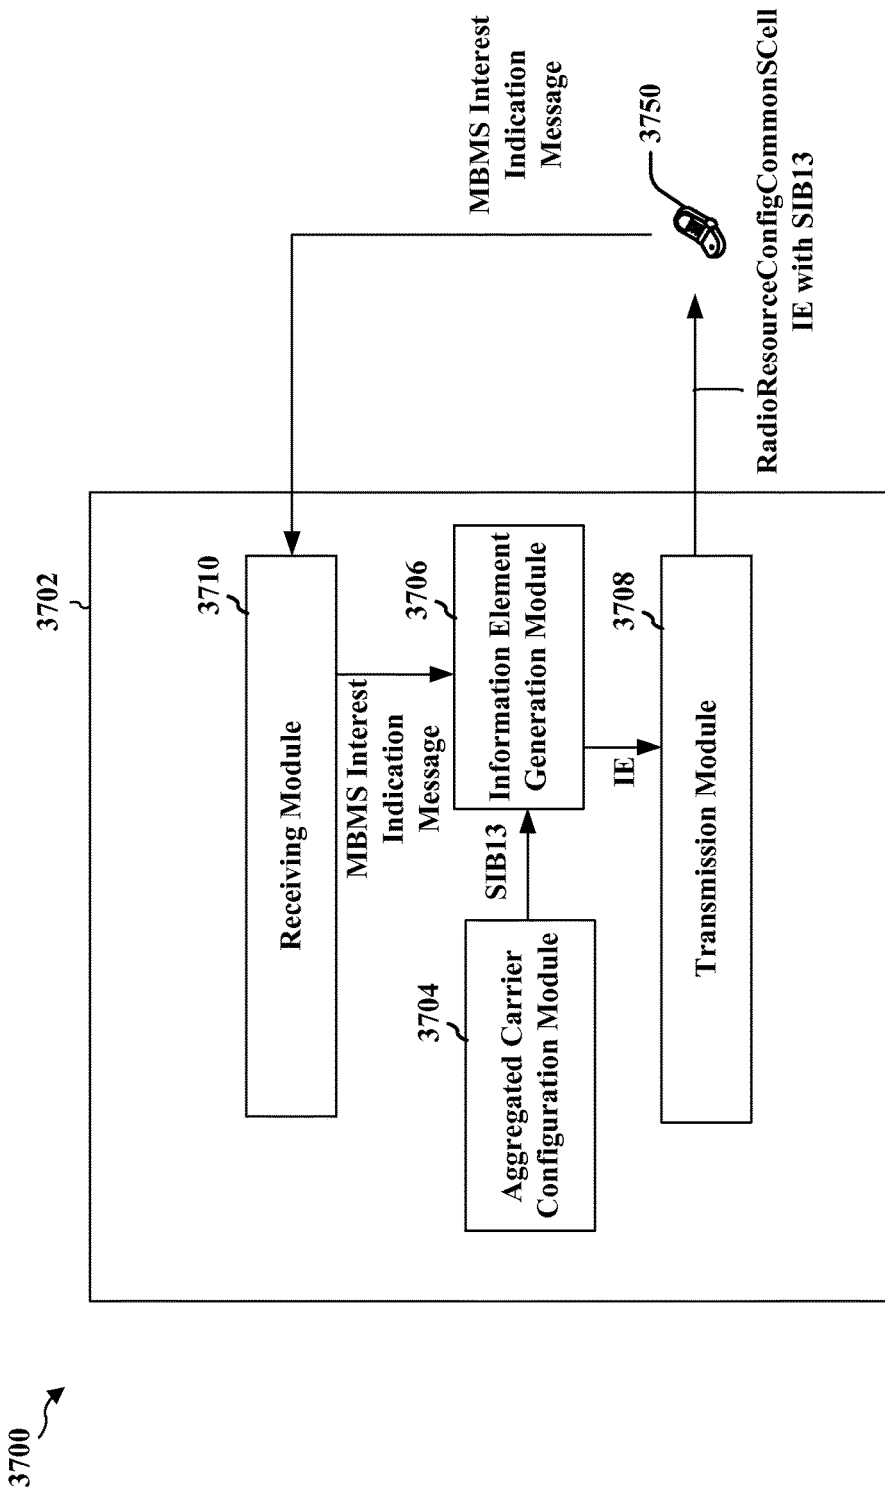 3700
3702
3710
Receiving Module
MBMS Interest
Indication
Message
3704
Aggregated Carrier
Configuration Module
SIB13
3706
Information Element
Generation Module
IE
3708
Transmission Module
MBMS Interest
Indication
Message
3750
RadioResourceConfigCommonSCell
IE with SIB13